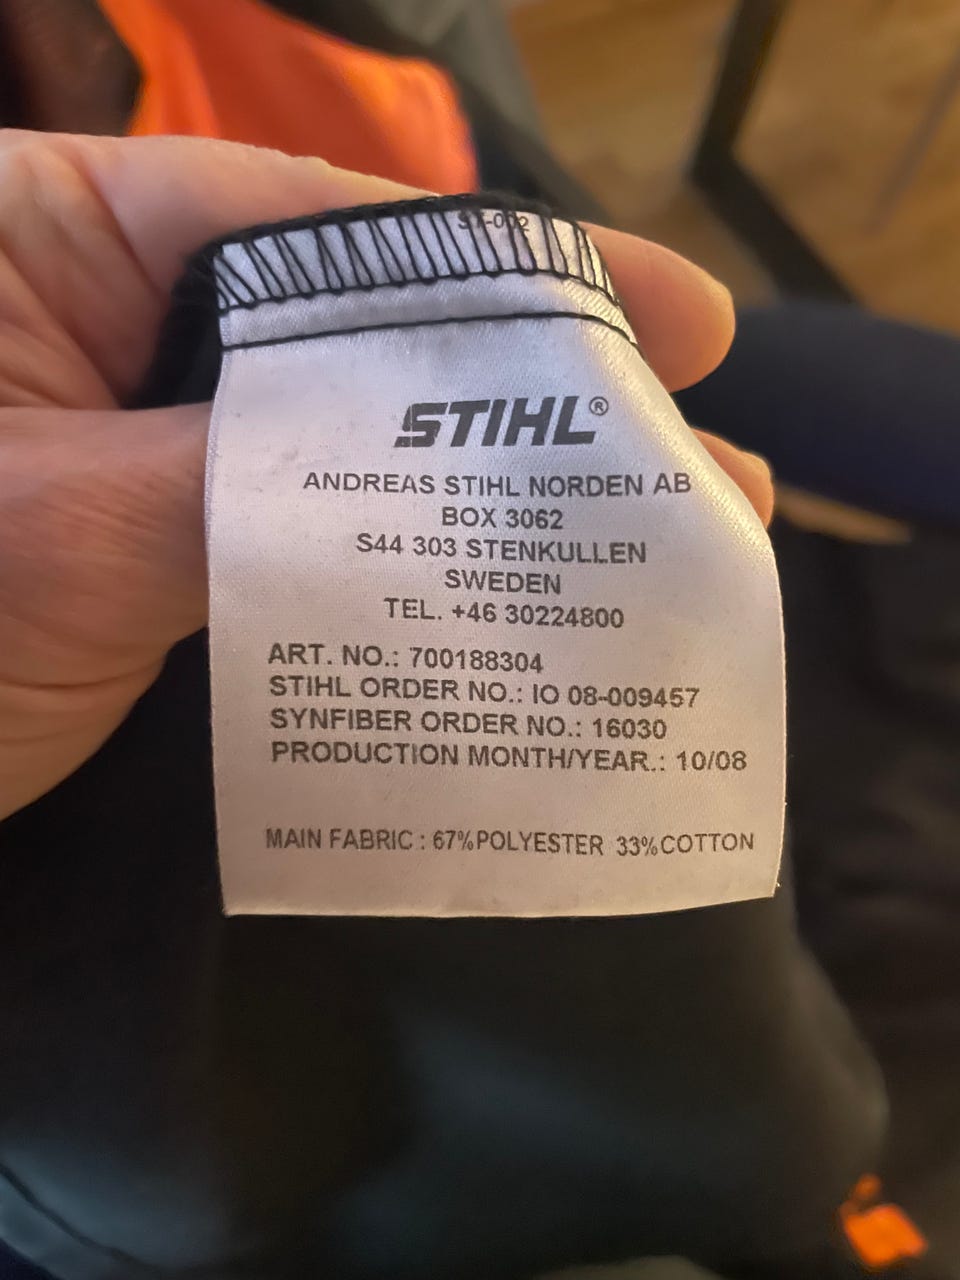 ST-002
STIHL®
ANDREAS STIHL NORDEN AB
BOX 3062
S44 303 STENKULLEN
SWEDEN
TEL. +46 30224800
ART. NO.: 700188304
STIHL ORDER NO.: IO 08-009457
SYNFIBER ORDER NO.: 16030
PRODUCTION MONTH/YEAR.: 10/08
MAIN FABRIC : 67%POLYESTER 33%COTTON